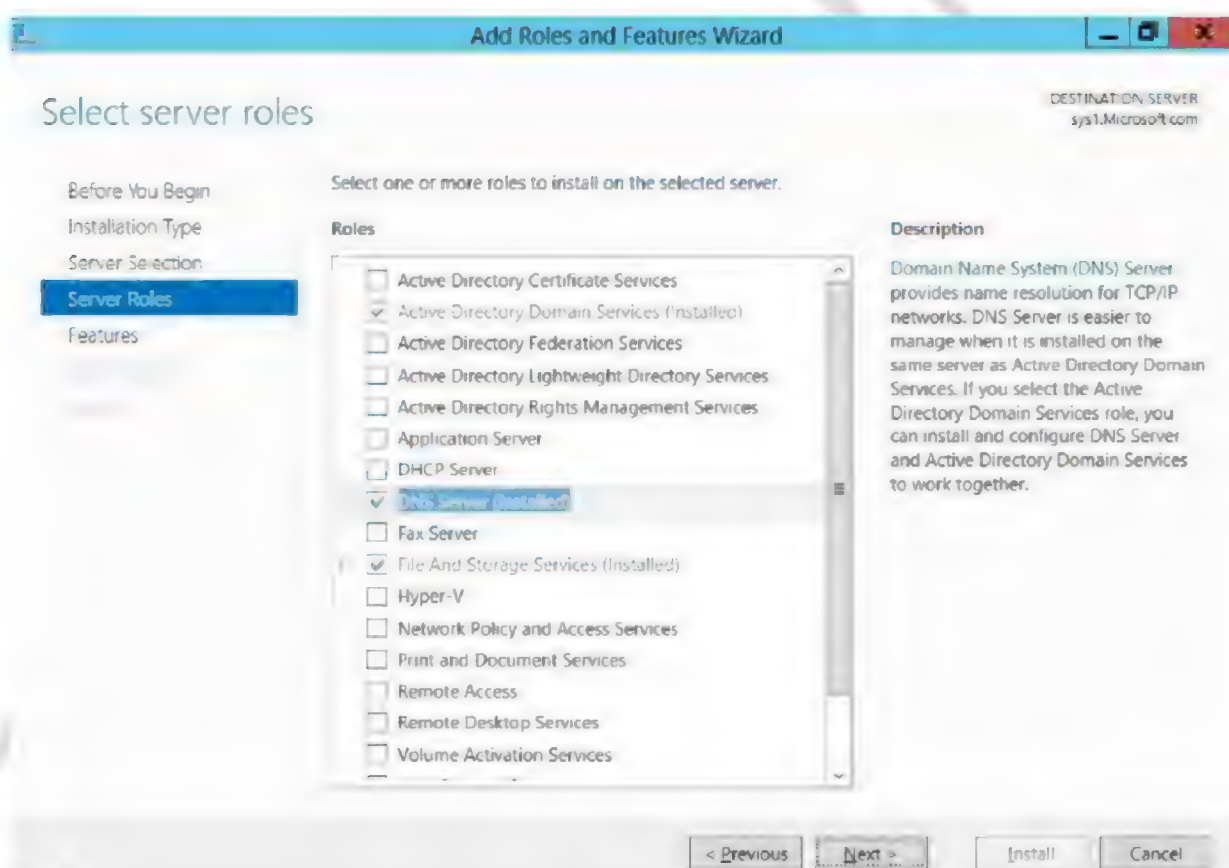 Add Roles and Features Wizard
Select server roles
DESTINATION SERVER
sys1.Microsoft.com
Before You Begin
Installation Type
Server Selection
Server Roles
Features
Select one or more roles to install on the selected server.
Roles
Active Directory Certificate Services
Active Directory Domain Services (Installed)
Active Directory Federation Services
Active Directory Lightweight Directory Services
Active Directory Rights Management Services
Application Server
DHCP Server
DNS Server (Installed)
Fax Server
File And Storage Services (Installed)
Hyper-V
Network Policy and Access Services
Print and Document Services
Remote Access
Remote Desktop Services
Volume Activation Services
Description
Domain Name System (DNS) Server
provides name resolution for TCP/IP
networks. DNS Server is easier to
manage when it is installed on the
same server as Active Directory Domain
Services. If you select the Active
Directory Domain Services role, you
can install and configure DNS Server
and Active Directory Domain Services
to work together.
< Previous
Next >
Install
Cancel